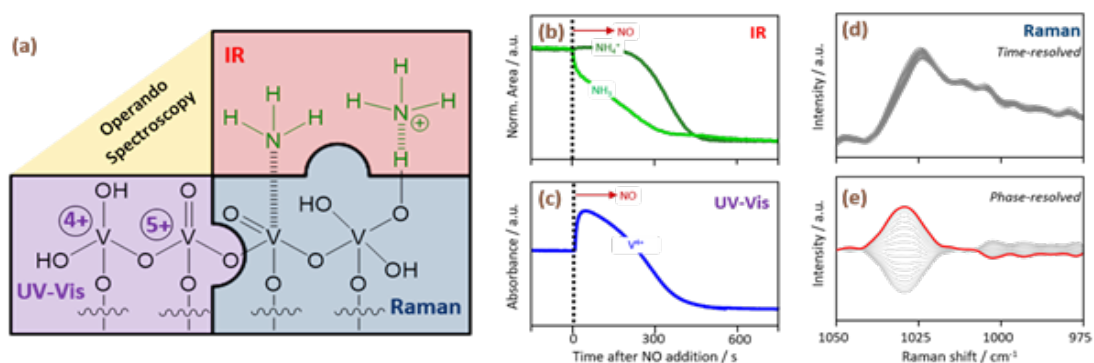 (a)
IR
Operando
Spectroscopy
H
H
H
N
H
H
H
N
+
H
OH
4+
O
5+
HO
V
V
O
O
O
UV-Vis
O
V
HO
V
O
OH
O
O
O
Raman
(b)
NO
IR
NH₄⁺
NH₃
Norm. Area / a.u.
(c)
NO
UV-Vis
V⁴⁺
Absorbance / a.u.
0
300
600
Time after NO addition / s
(d)
Raman
Time-resolved
Intensity / a.u.
(e)
Phase-resolved
Intensity / a.u.
1050
1025
1000
975
Raman shift / cm⁻¹